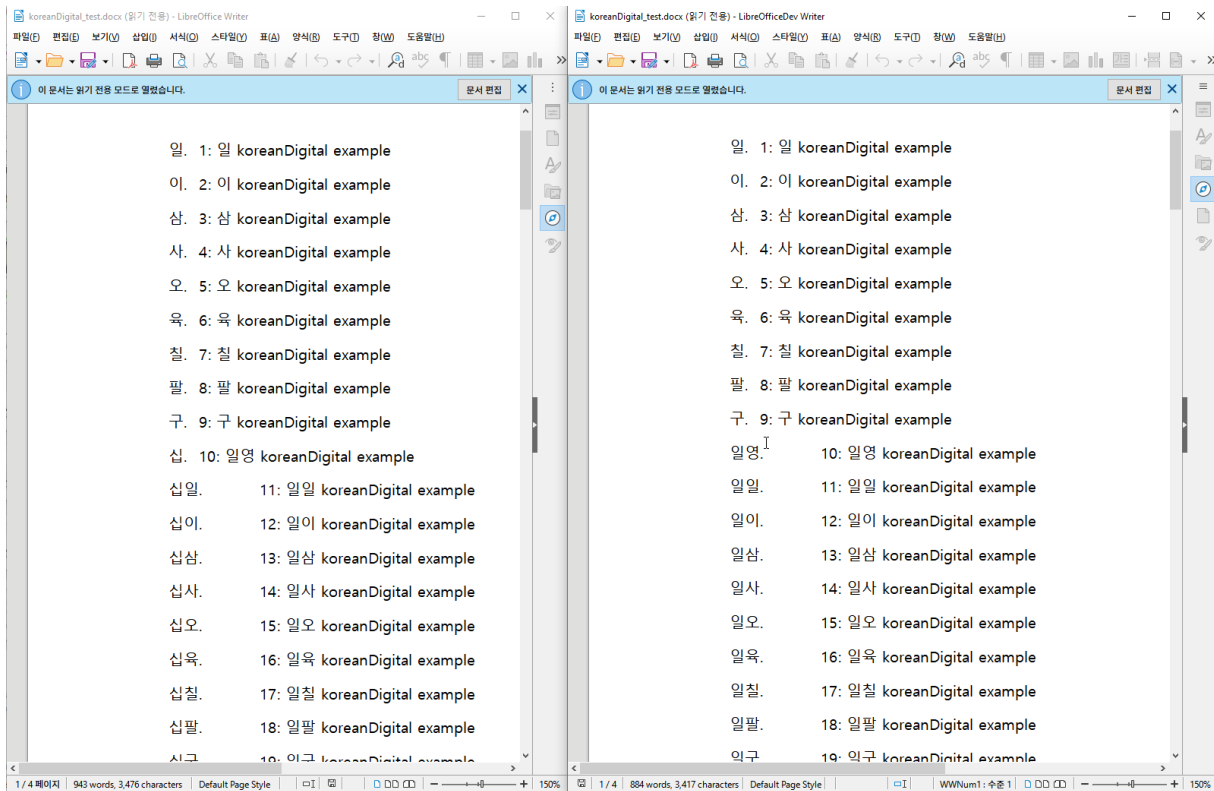 koreanDigital_test.docx (읽기 전용) - LibreOffice Writer
파일(F) 편집(E) 보기(V) 삽입(I) 서식(O) 스타일(Y) 표(A) 양식(R) 도구(T) 창(W) 도움말(H)
이 문서는 읽기 전용 모드로 열렸습니다. 문서 편집
일. 1: 일 koreanDigital example
이. 2: 이 koreanDigital example
삼. 3: 삼 koreanDigital example
사. 4: 사 koreanDigital example
오. 5: 오 koreanDigital example
육. 6: 육 koreanDigital example
칠. 7: 칠 koreanDigital example
팔. 8: 팔 koreanDigital example
구. 9: 구 koreanDigital example
십. 10: 일영 koreanDigital example
십일. 11: 일일 koreanDigital example
십이. 12: 일이 koreanDigital example
십삼. 13: 일삼 koreanDigital example
십사. 14: 일사 koreanDigital example
십오. 15: 일오 koreanDigital example
십육. 16: 일육 koreanDigital example
십칠. 17: 일칠 koreanDigital example
십팔. 18: 일팔 koreanDigital example
십구 19: 일구 koreanDigital example
1 / 4 페이지 943 words, 3,476 characters Default Page Style 150%
koreanDigital_test.docx (읽기 전용) - LibreOfficeDev Writer
파일(F) 편집(E) 보기(V) 삽입(I) 서식(O) 스타일(Y) 표(A) 양식(R) 도구(T) 창(W) 도움말(H)
이 문서는 읽기 전용 모드로 열렸습니다. 문서 편집
일. 1: 일 koreanDigital example
이. 2: 이 koreanDigital example
삼. 3: 삼 koreanDigital example
사. 4: 사 koreanDigital example
오. 5: 오 koreanDigital example
육. 6: 육 koreanDigital example
칠. 7: 칠 koreanDigital example
팔. 8: 팔 koreanDigital example
구. 9: 구 koreanDigital example
일영. 10: 일영 koreanDigital example
일일. 11: 일일 koreanDigital example
일이. 12: 일이 koreanDigital example
일삼. 13: 일삼 koreanDigital example
일사. 14: 일사 koreanDigital example
일오. 15: 일오 koreanDigital example
일육. 16: 일육 koreanDigital example
일칠. 17: 일칠 koreanDigital example
일팔. 18: 일팔 koreanDigital example
일구 19: 일구 koreanDigital example
1 / 4 884 words, 3,417 characters Default Page Style WWNum1 : 수준 1 150%